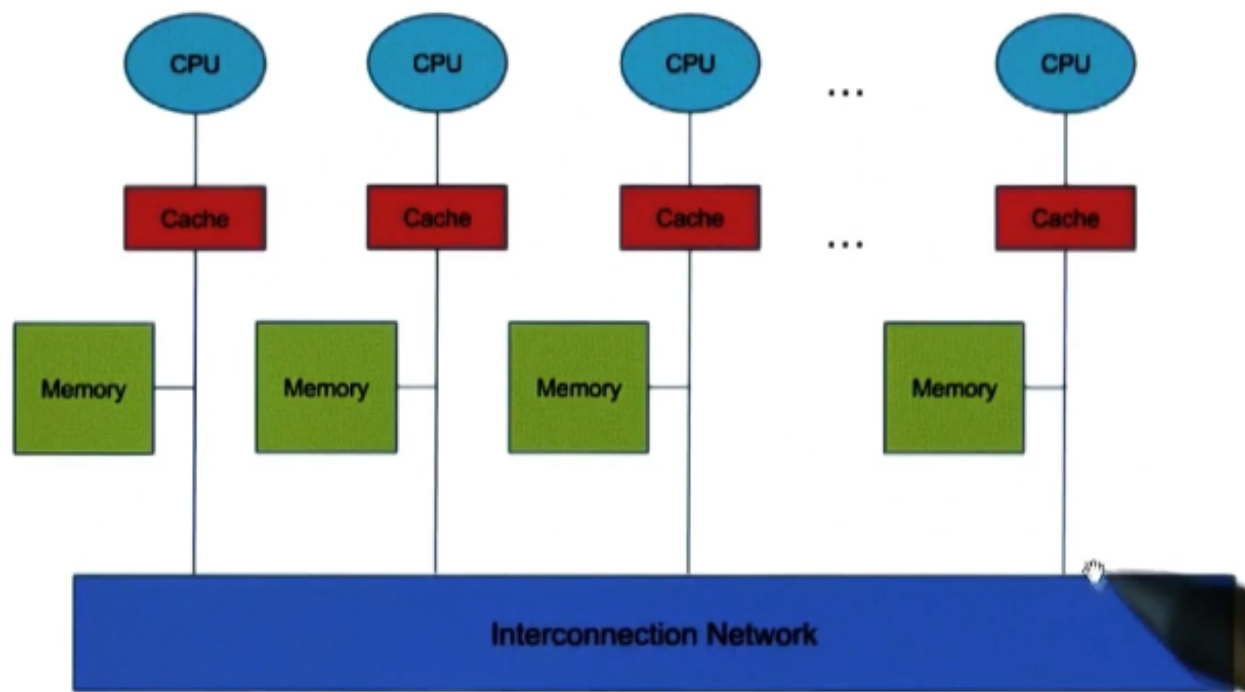 CPU CPU CPU ... CPU
Cache Cache Cache ... Cache
Memory Memory Memory Memory
Interconnection Network